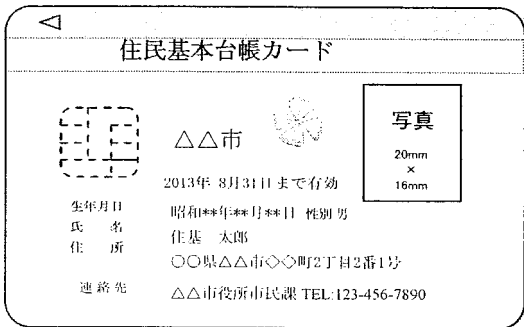 ◁
住民基本台帳カード
写真
20mm
×
16mm
△△市
2013年 8月31日まで有効
生年月日 昭和**年**月**日 性別 男
氏 名 住基 太郎
住 所 〇〇県△△市◇◇町2丁目2番1号
連絡先 △△市役所市民課 TEL:123-456-7890